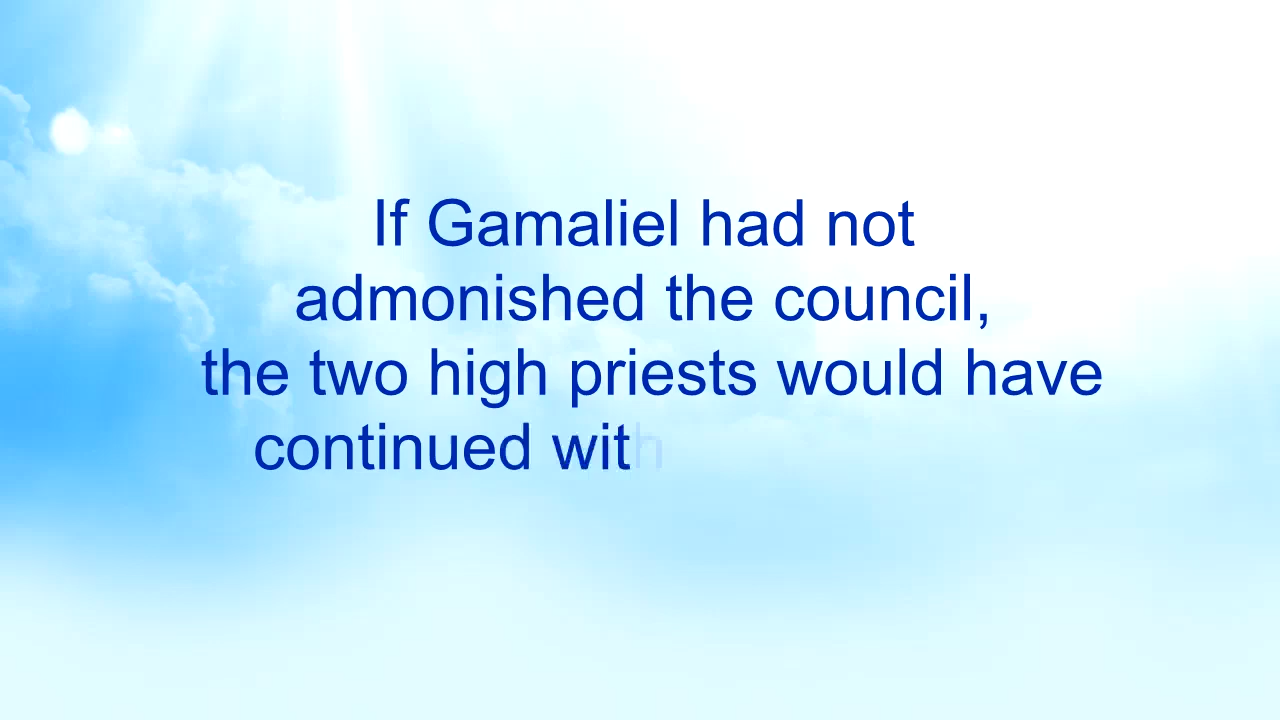 If Gamaliel had not
admonished the council,
the two high priests would have
continued with